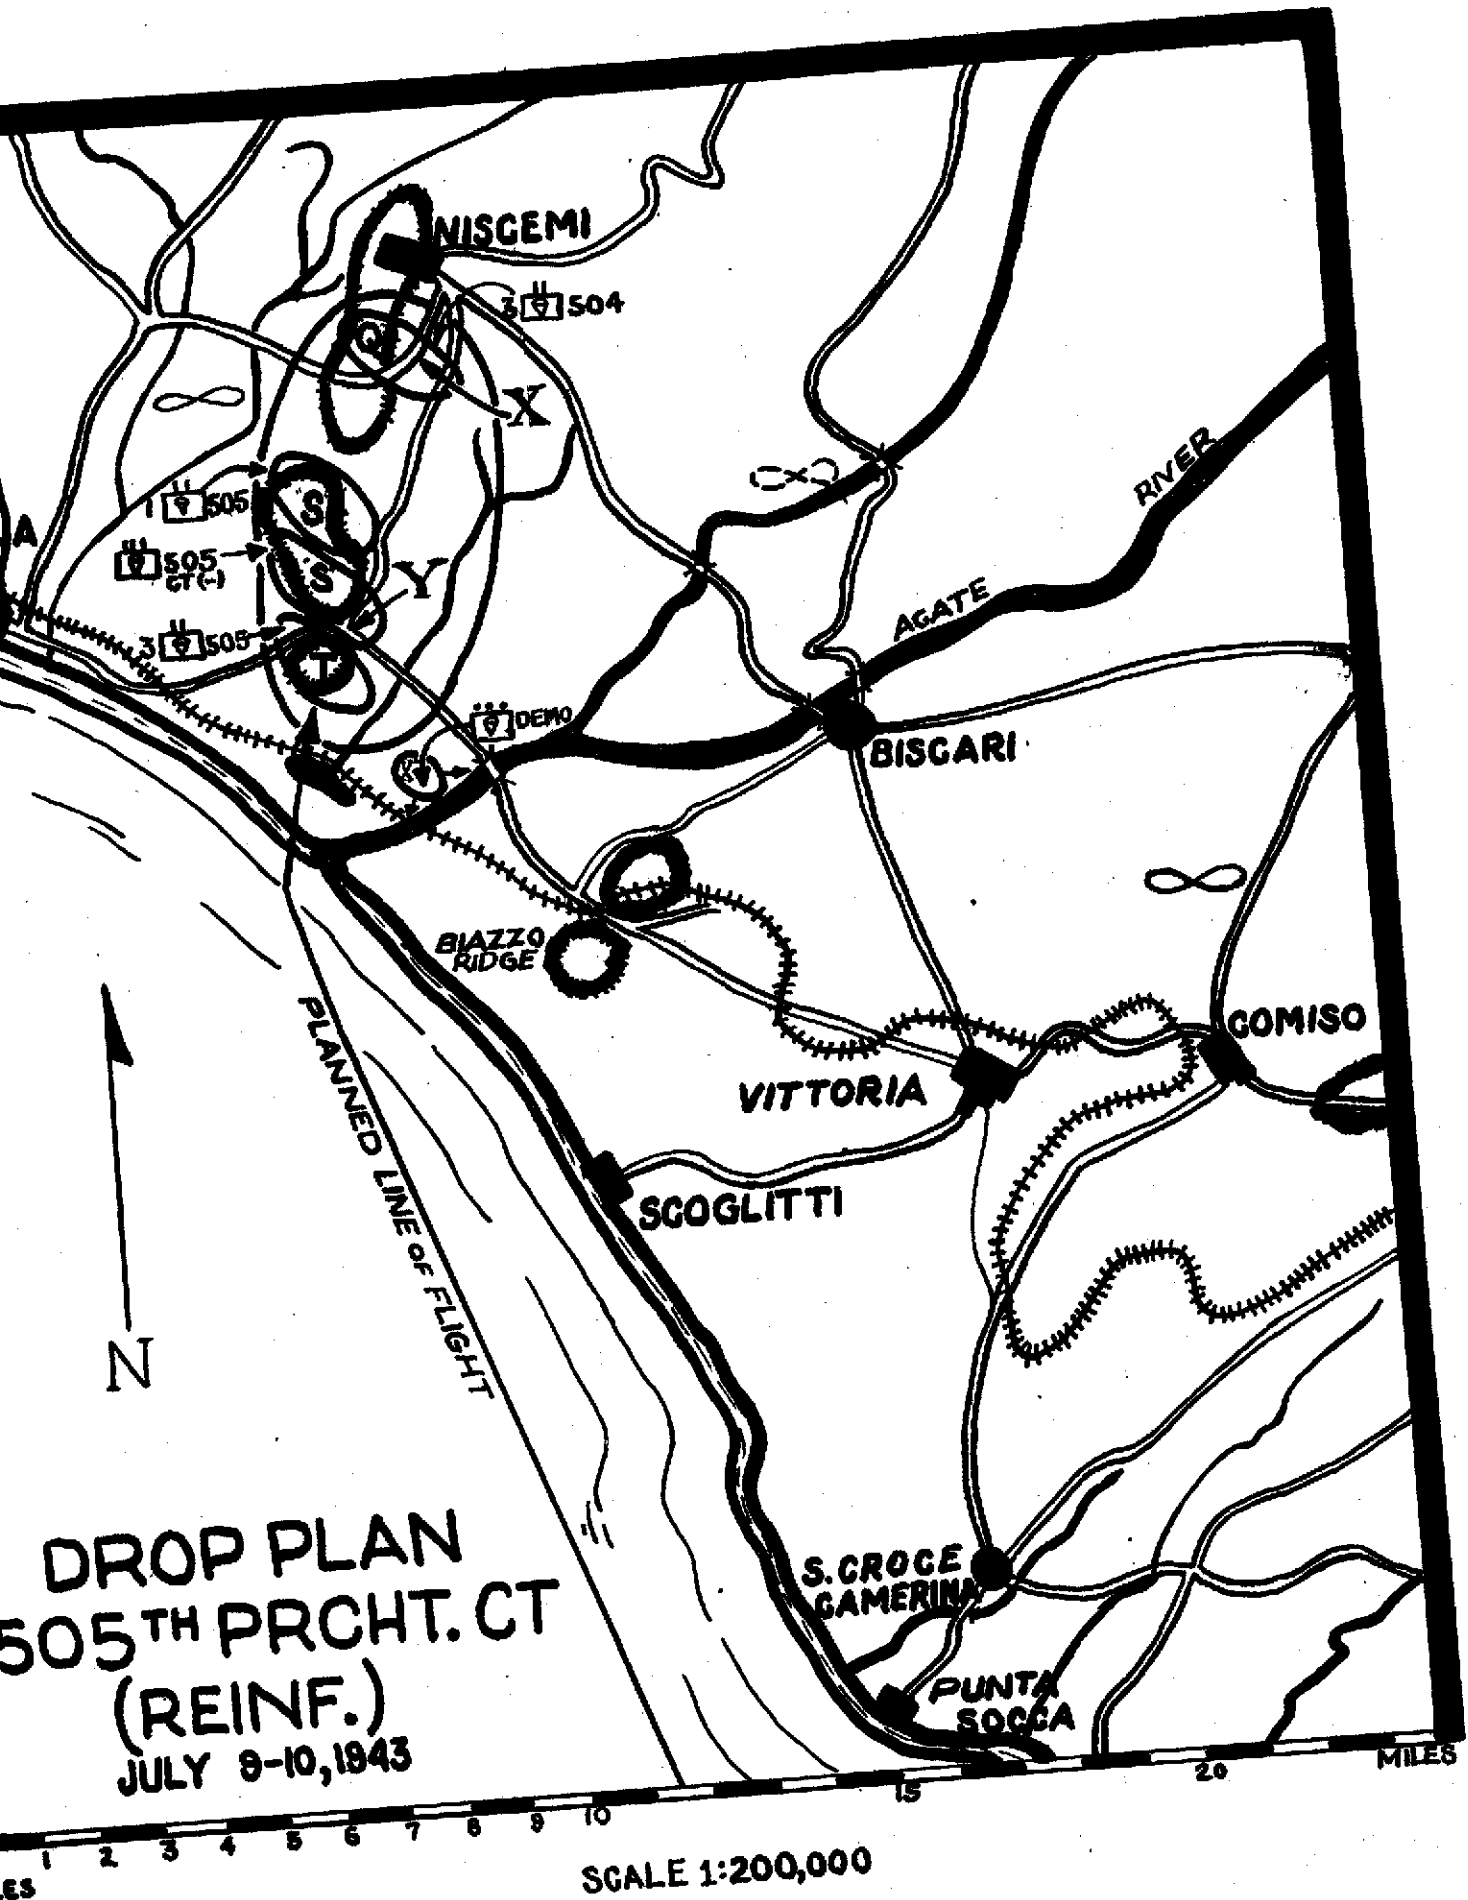 NISCEMI
3 504
Q
X
1 505
S
A
505
CT (-)
S
Y
3 505
T
DEMO
RIVER
AGATE
BISCARI
BIAZZO
RIDGE
COMISO
VITTORIA
SCOGLITTI
PLANNED LINE OF FLIGHT
N
S. CROCE
CAMERINA
PUNTA
SOCCA
DROP PLAN
505TH PRCHT. CT
(REINF.)
JULY 9-10, 1943
MILES
1 2 3 4 5 6 7 8 9 10 15 20
SCALE 1:200,000